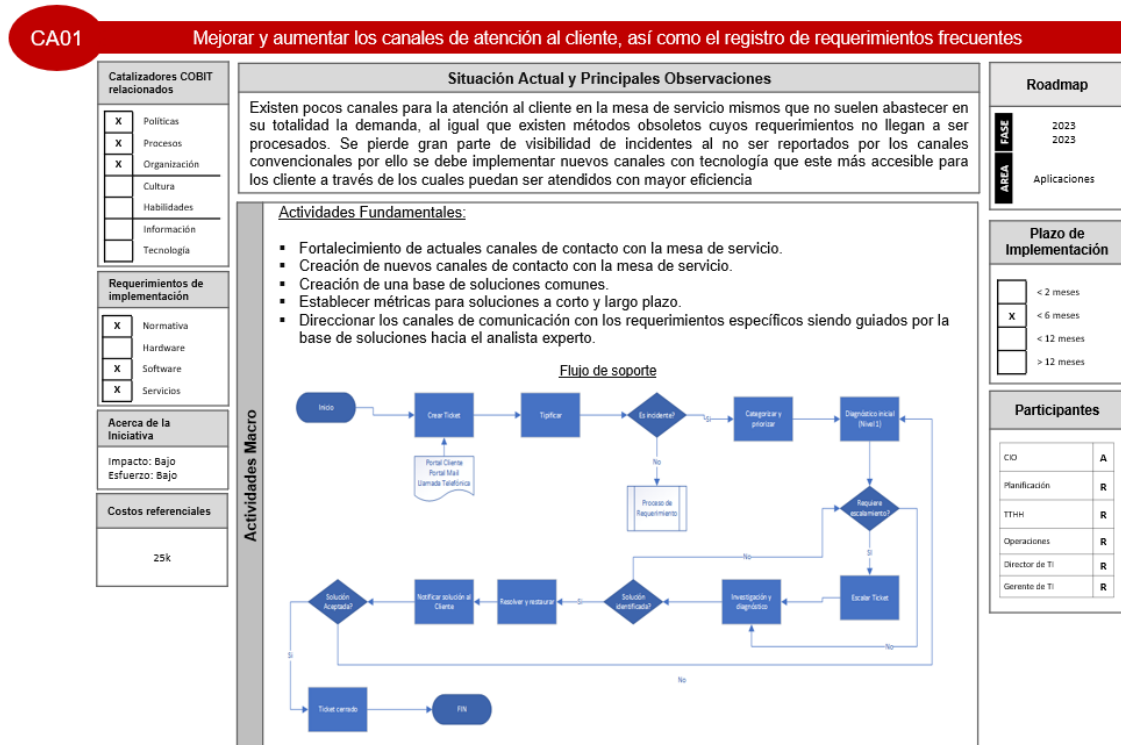 CA01
Mejorar y aumentar los canales de atención al cliente, así como el registro de requerimientos frecuentes
Catalizadores COBIT
relacionados
X Políticas
X Procesos
X Organización
Cultura
Habilidades
Información
Tecnología
Requerimientos de
implementación
X Normativa
Hardware
X Software
X Servicios
Acerca de la
Iniciativa
Impacto: Bajo
Esfuerzo: Bajo
Costos referenciales
25k
Situación Actual y Principales Observaciones
Existen pocos canales para la atención al cliente en la mesa de servicio mismos que no suelen abastecer en
su totalidad la demanda, al igual que existen métodos obsoletos cuyos requerimientos no llegan a ser
procesados. Se pierde gran parte de visibilidad de incidentes al no ser reportados por los canales
convencionales por ello se debe implementar nuevos canales con tecnología que este más accesible para
los cliente a través de los cuales puedan ser atendidos con mayor eficiencia
Actividades Macro
Actividades Fundamentales:
▪ Fortalecimiento de actuales canales de contacto con la mesa de servicio.
▪ Creación de nuevos canales de contacto con la mesa de servicio.
▪ Creación de una base de soluciones comunes.
▪ Establecer métricas para soluciones a corto y largo plazo.
▪ Direccionar los canales de comunicación con los requerimientos específicos siendo guiados por la
base de soluciones hacia el analista experto.
Flujo de soporte
Inicio
Crear Ticket
Portal Cliente
Portal Mail
Llamada Telefónica
Tipificar
Es incidente?
Si
No
Proceso de
Requerimiento
Categorizar y
priorizar
Diagnóstico inicial
(Nivel 1)
Requiere
escalamiento?
Si
No
Escalar Ticket
Investigación y
diagnóstico
Solución
identificada?
No
Si
Resolver y restaurar
Notificar solución al
Cliente
Solución
Aceptada?
Si
No
Ticket cerrado
FIN
Roadmap
FASE
2023
2023
AREA
Aplicaciones
Plazo de
Implementación
< 2 meses
X < 6 meses
< 12 meses
> 12 meses
Participantes
CIO A
Planificación R
TTHH R
Operaciones R
Director de TI R
Gerente de TI R